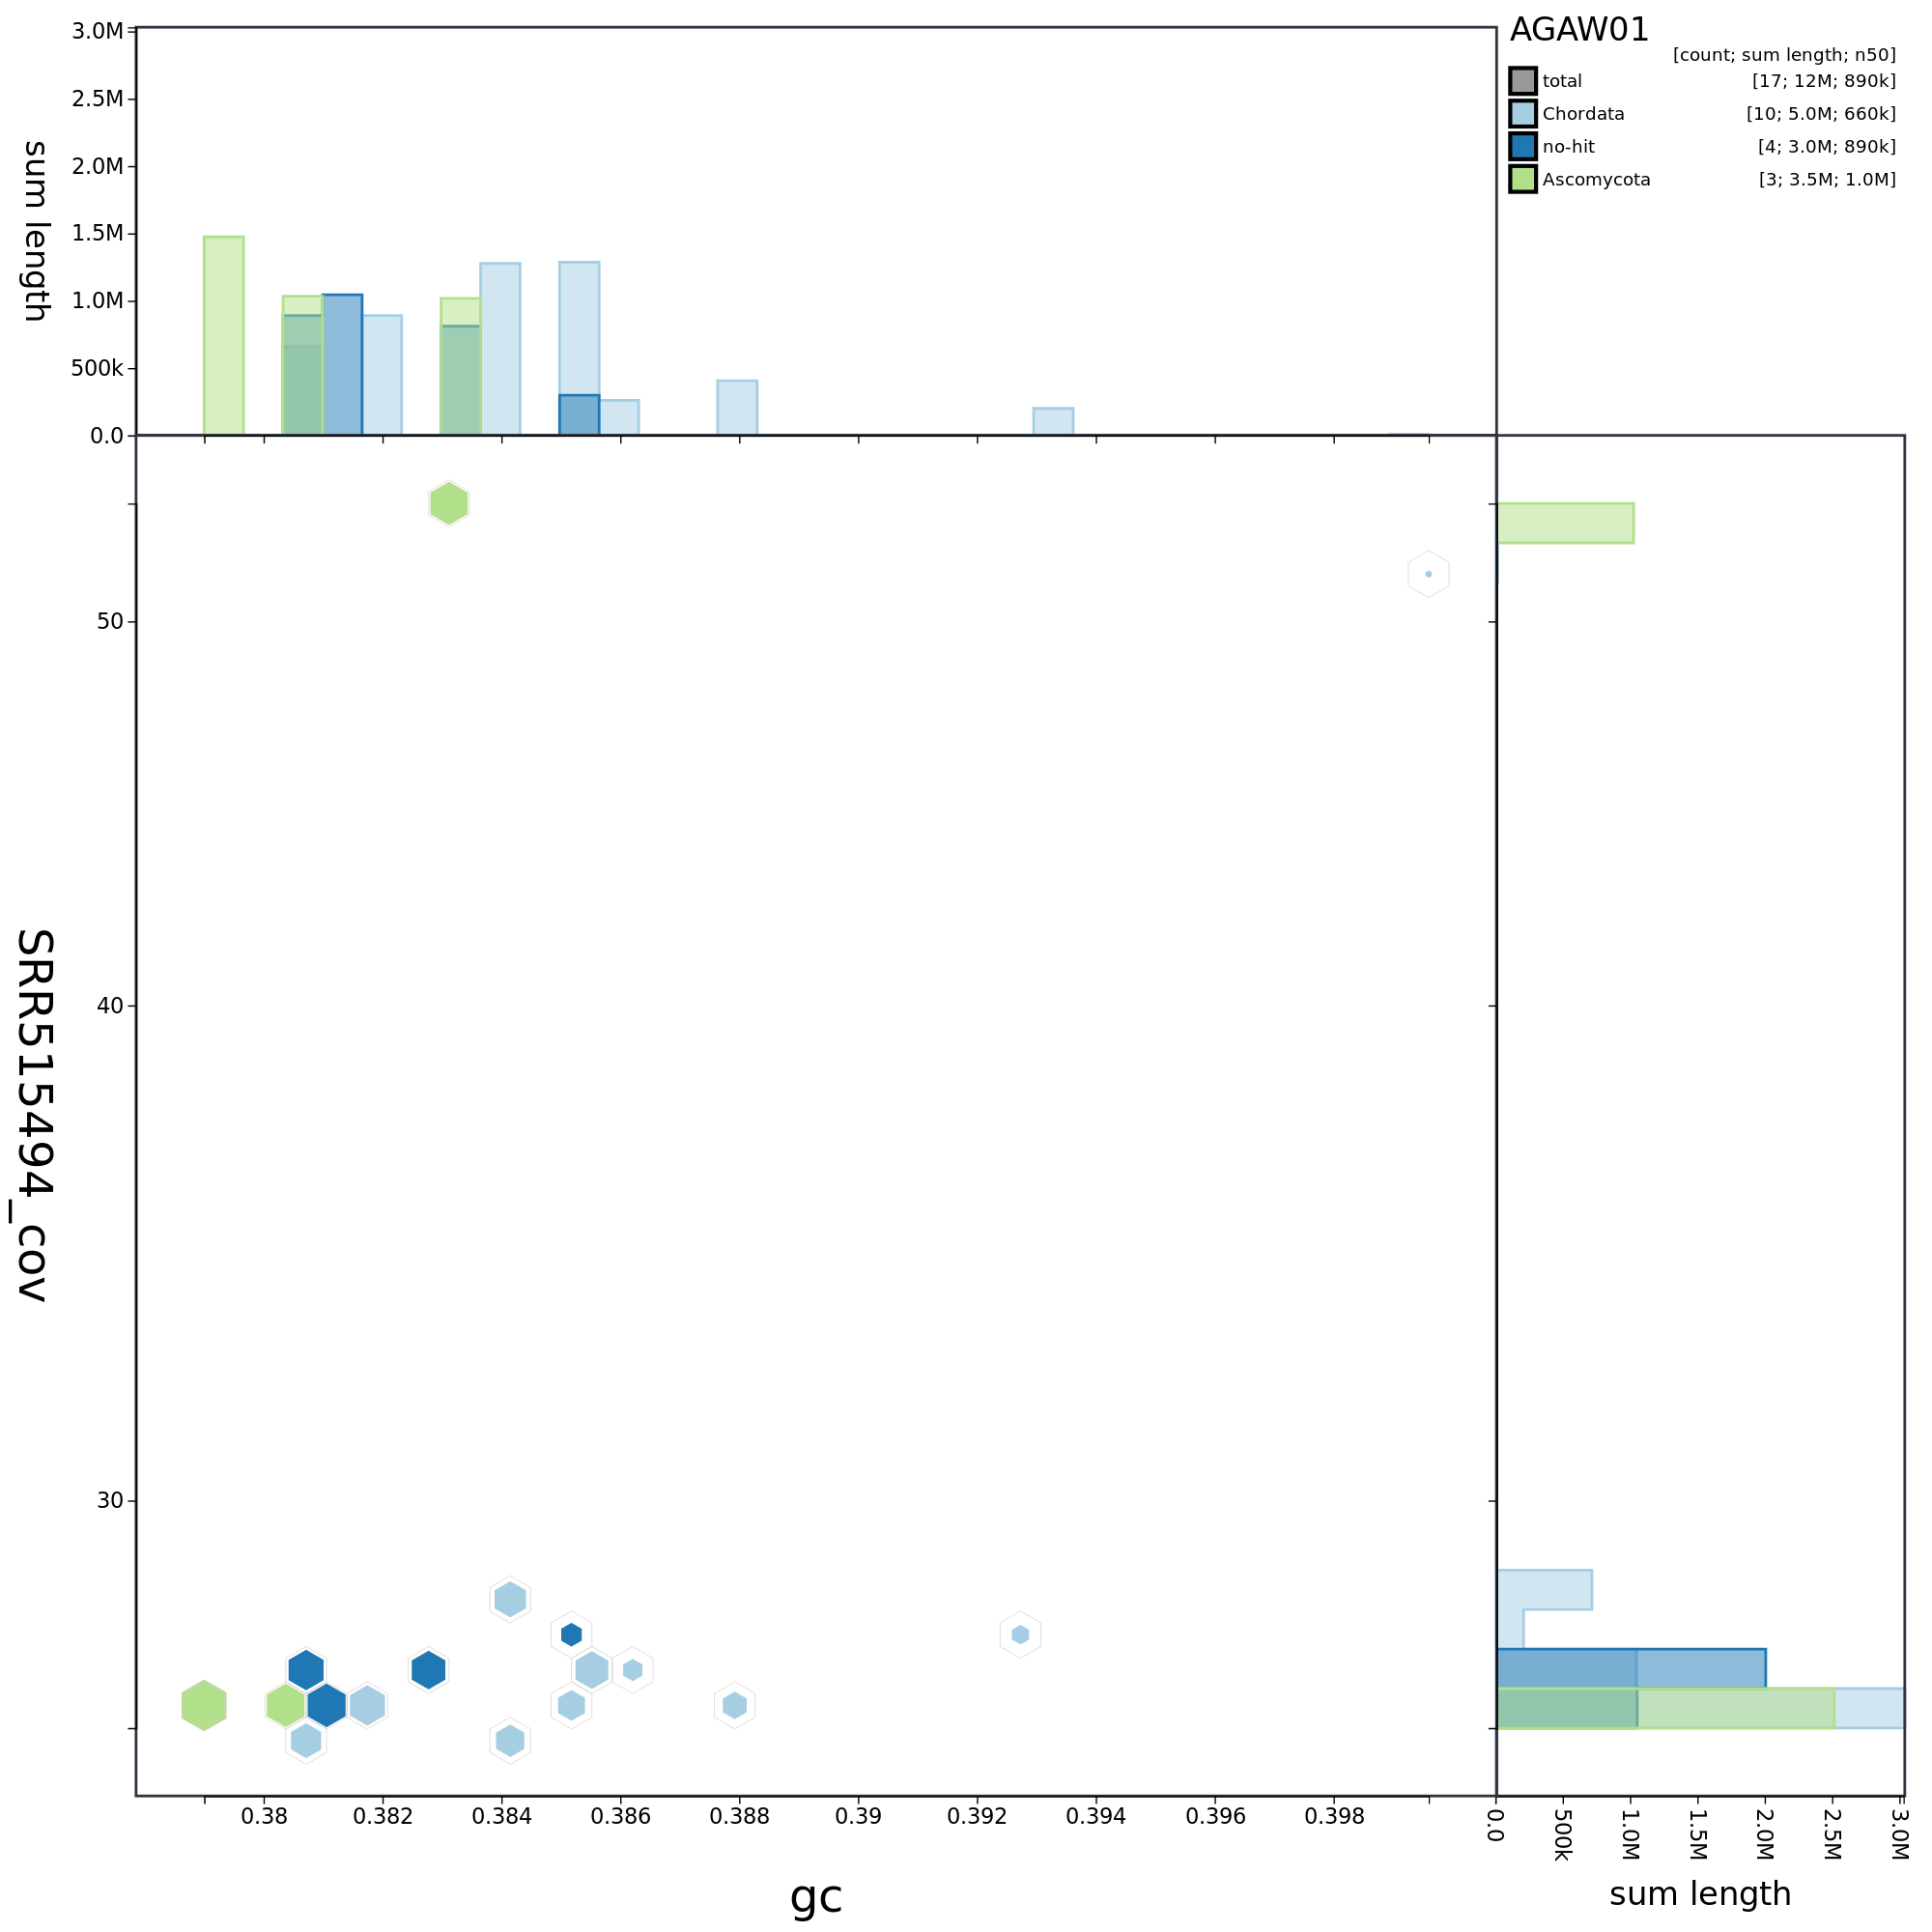 AGAW01
[count; sum length; n50]
total [17; 12M; 890k]
Chordata [10; 5.0M; 660k]
no-hit [4; 3.0M; 890k]
Ascomycota [3; 3.5M; 1.0M]
sum length
3.0M
2.5M
2.0M
1.5M
1.0M
500k
0.0
SRR515494_cov
50
40
30
0.38 0.382 0.384 0.386 0.388 0.39 0.392 0.394 0.396 0.398
gc
0.0 500k 1.0M 1.5M 2.0M 2.5M 3.0M
sum length